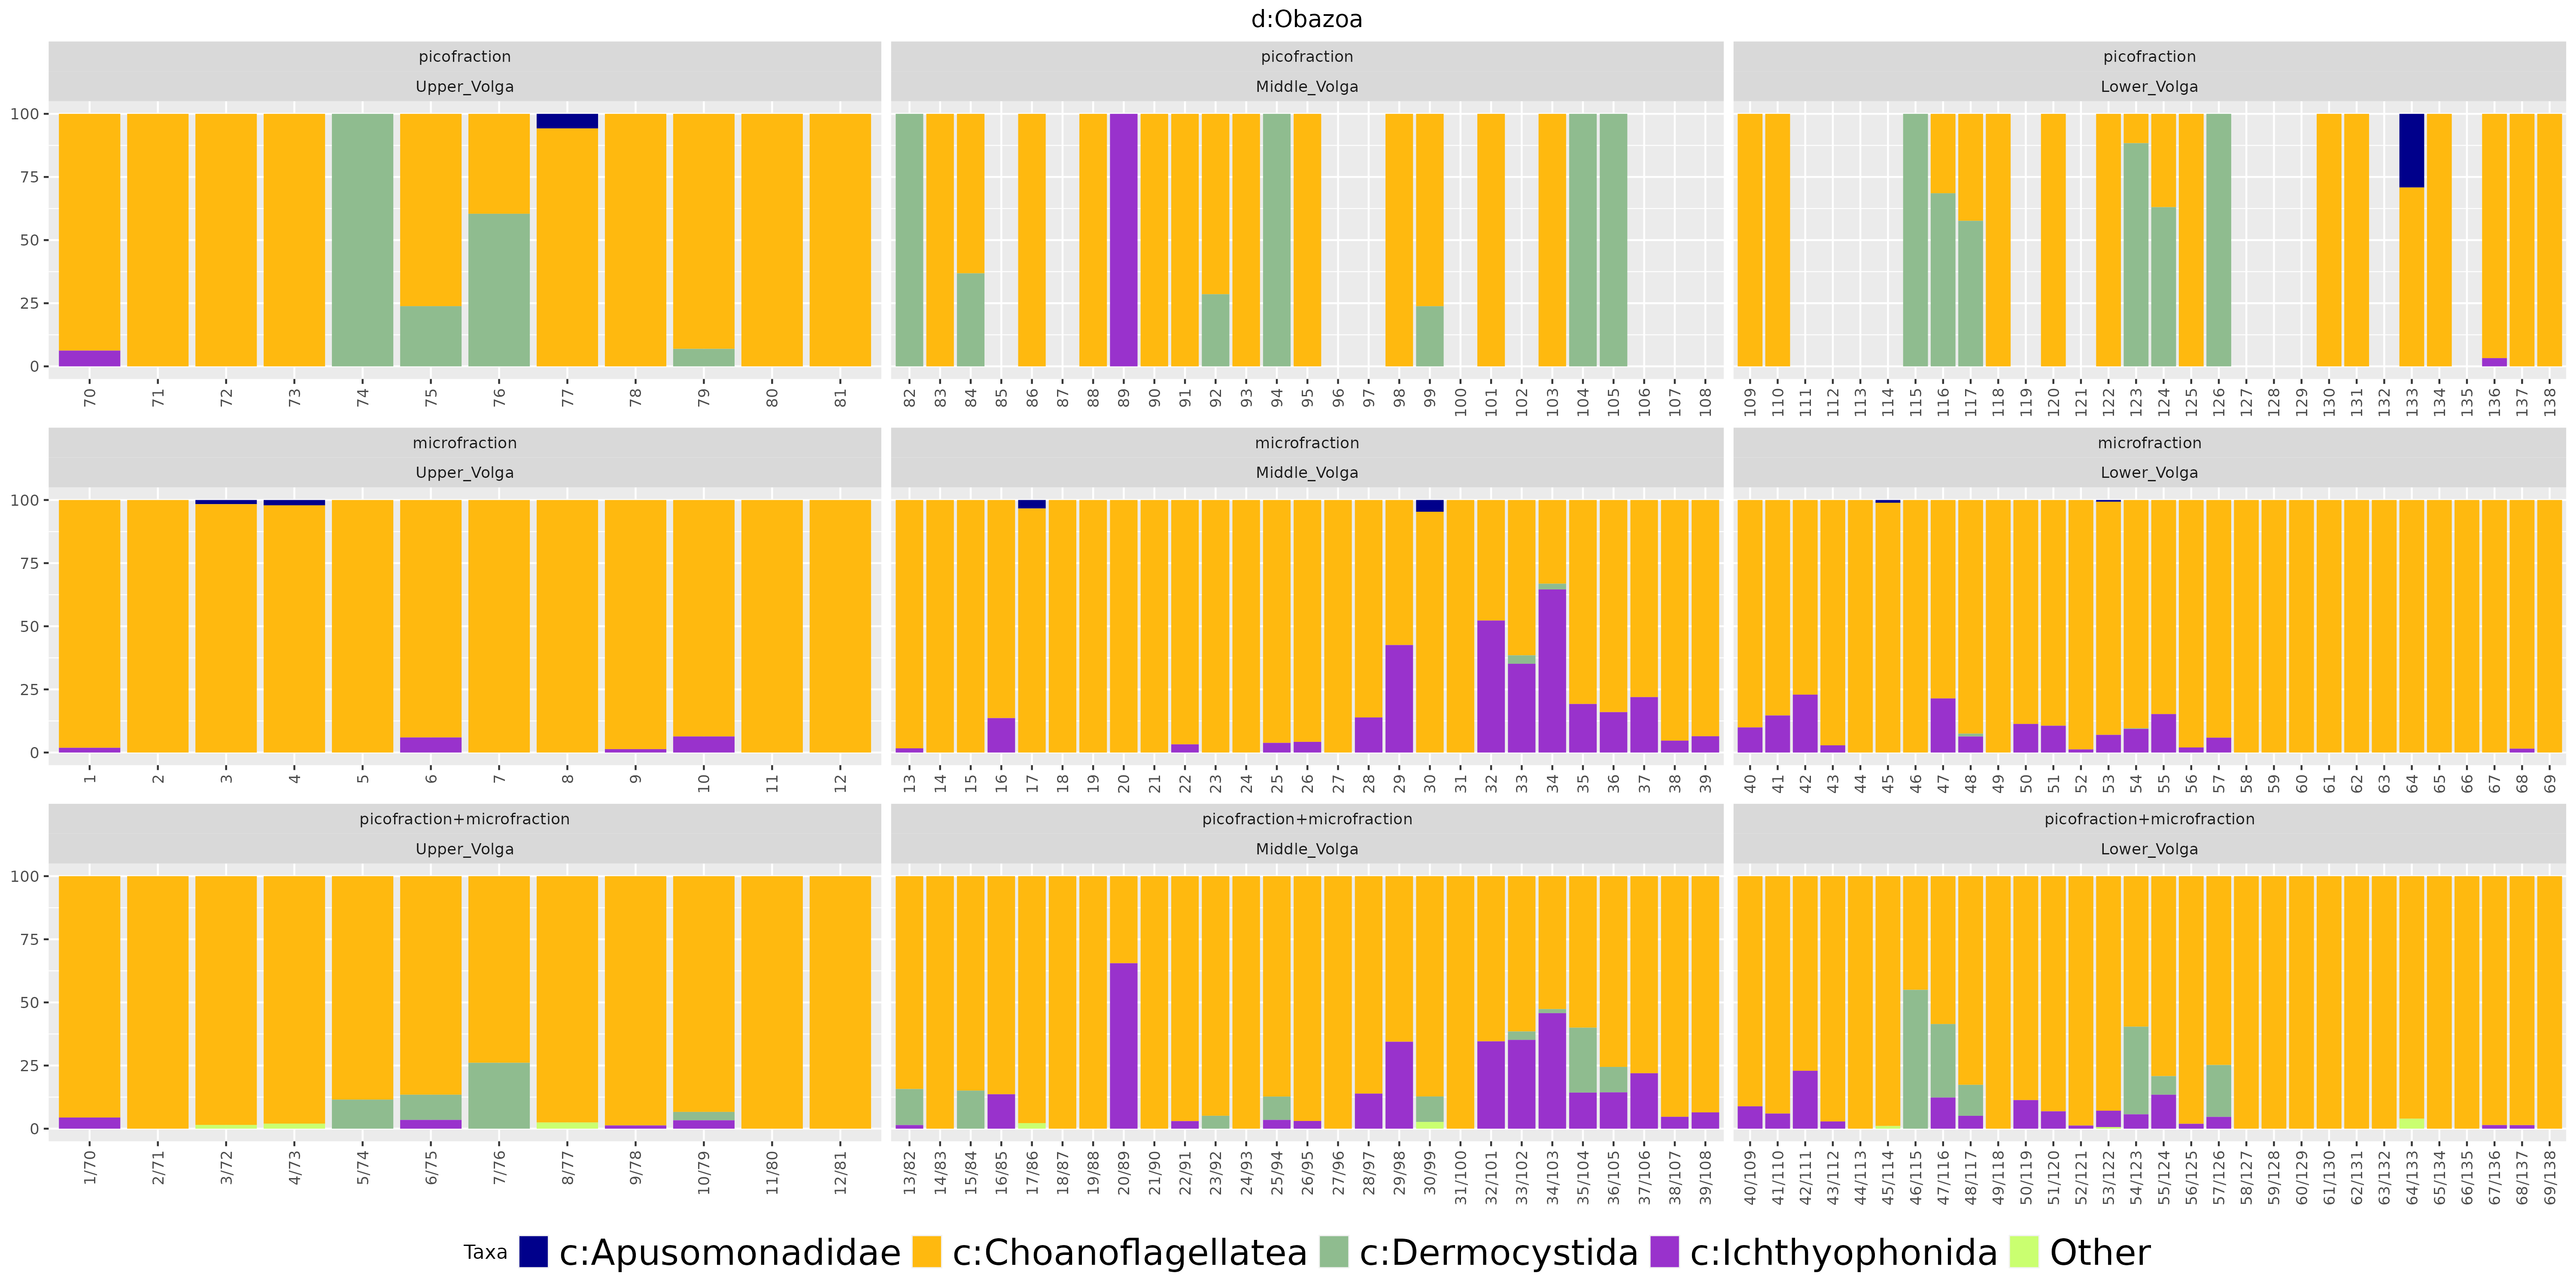 d:Obazoa
picofraction picofraction picofraction
Upper_Volga Middle_Volga Lower_Volga
100
75
50
25
0
70 71 72 73 74 75 76 77 78 79 80 81 82 83 84 85 86 87 88 89 90 91 92 93 94 95 96 97 98 99 100 101 102 103 104 105 106 107 108 109 110 111 112 113 114 115 116 117 118 119 120 121 122 123 124 125 126 127 128 129 130 131 132 133 134 135 136 137 138
microfraction microfraction microfraction
Upper_Volga Middle_Volga Lower_Volga
100
75
50
25
0
1 2 3 4 5 6 7 8 9 10 11 12 13 14 15 16 17 18 19 20 21 22 23 24 25 26 27 28 29 30 31 32 33 34 35 36 37 38 39 40 41 42 43 44 45 46 47 48 49 50 51 52 53 54 55 56 57 58 59 60 61 62 63 64 65 66 67 68 69
picofraction+microfraction picofraction+microfraction picofraction+microfraction
Upper_Volga Middle_Volga Lower_Volga
100
75
50
25
0
1/70 2/71 3/72 4/73 5/74 6/75 7/76 8/77 9/78 10/79 11/80 12/81 13/82 14/83 15/84 16/85 17/86 18/87 19/88 20/89 21/90 22/91 23/92 24/93 25/94 26/95 27/96 28/97 29/98 30/99 31/100 32/101 33/102 34/103 35/104 36/105 37/106 38/107 39/108 40/109 41/110 42/111 43/112 44/113 45/114 46/115 47/116 48/117 49/118 50/119 51/120 52/121 53/122 54/123 55/124 56/125 57/126 58/127 59/128 60/129 61/130 62/131 63/132 64/133 65/134 66/135 67/136 68/137 69/138
Taxa c:Apusomonadidae c:Choanoflagellatea c:Dermocystida c:Ichthyophonida Other